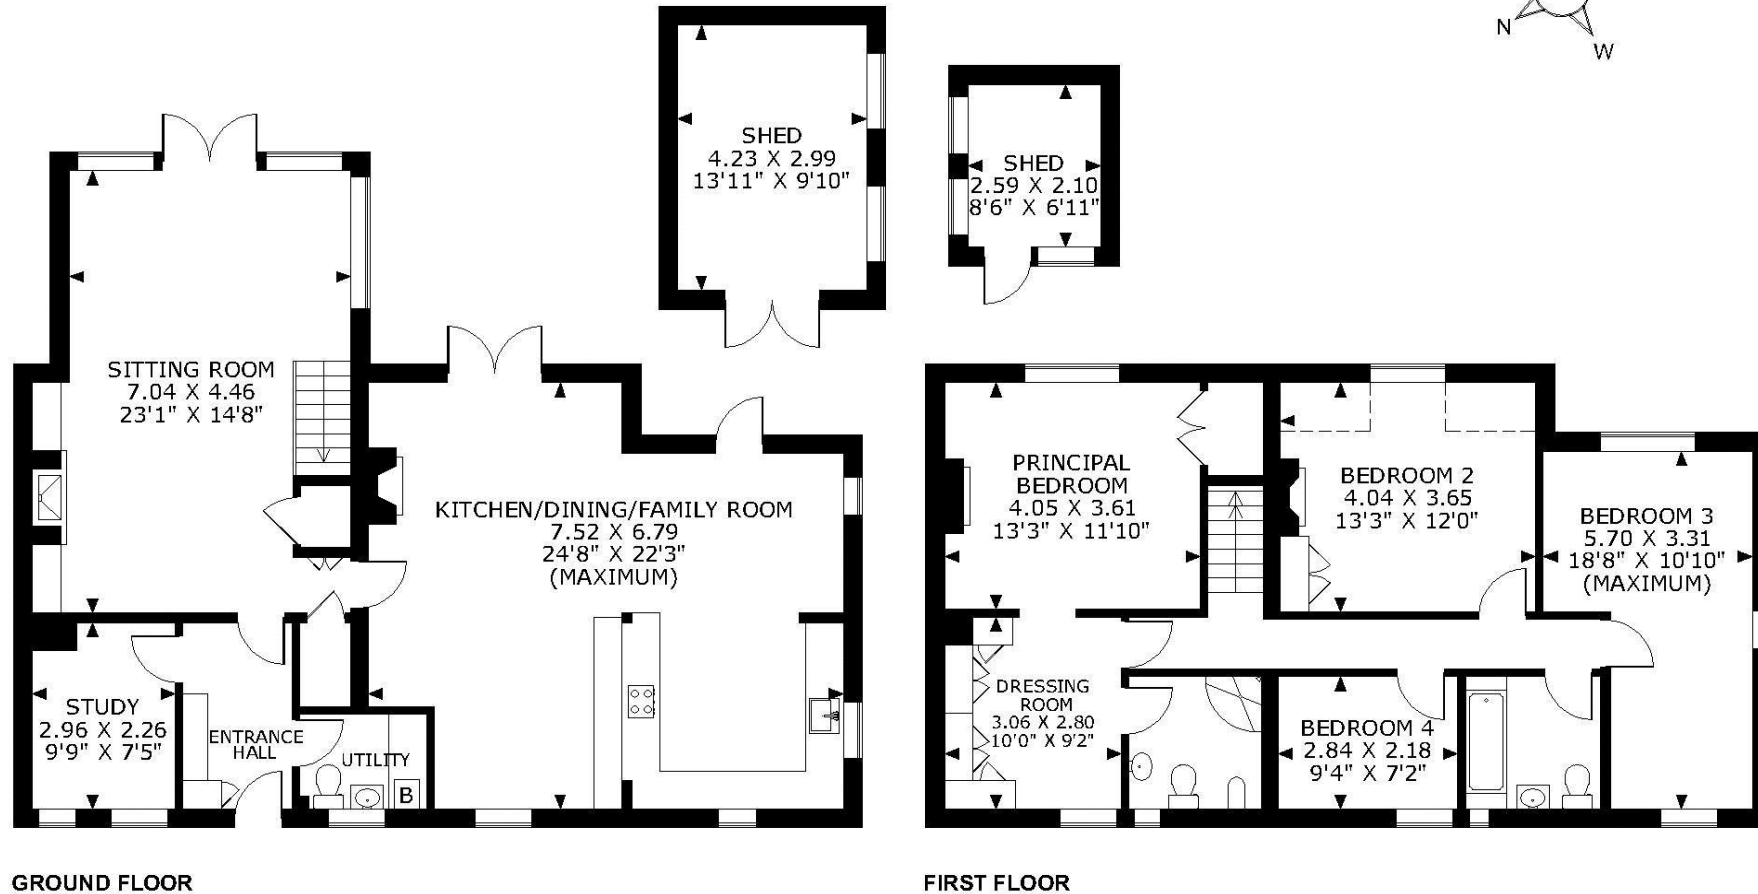 N
W
SHED
4.23 X 2.99
13'11" X 9'10"
SHED
2.59 X 2.10
8'6" X 6'11"
SITTING ROOM
7.04 X 4.46
23'1" X 14'8"
KITCHEN/DINING/FAMILY ROOM
7.52 X 6.79
24'8" X 22'3"
(MAXIMUM)
STUDY
2.96 X 2.26
9'9" X 7'5"
ENTRANCE
HALL
UTILITY
B
PRINCIPAL
BEDROOM
4.05 X 3.61
13'3" X 11'10"
BEDROOM 2
4.04 X 3.65
13'3" X 12'0"
BEDROOM 3
5.70 X 3.31
18'8" X 10'10"
(MAXIMUM)
DRESSING
ROOM
3.06 X 2.80
10'0" X 9'2"
BEDROOM 4
2.84 X 2.18
9'4" X 7'2"
GROUND FLOOR
FIRST FLOOR